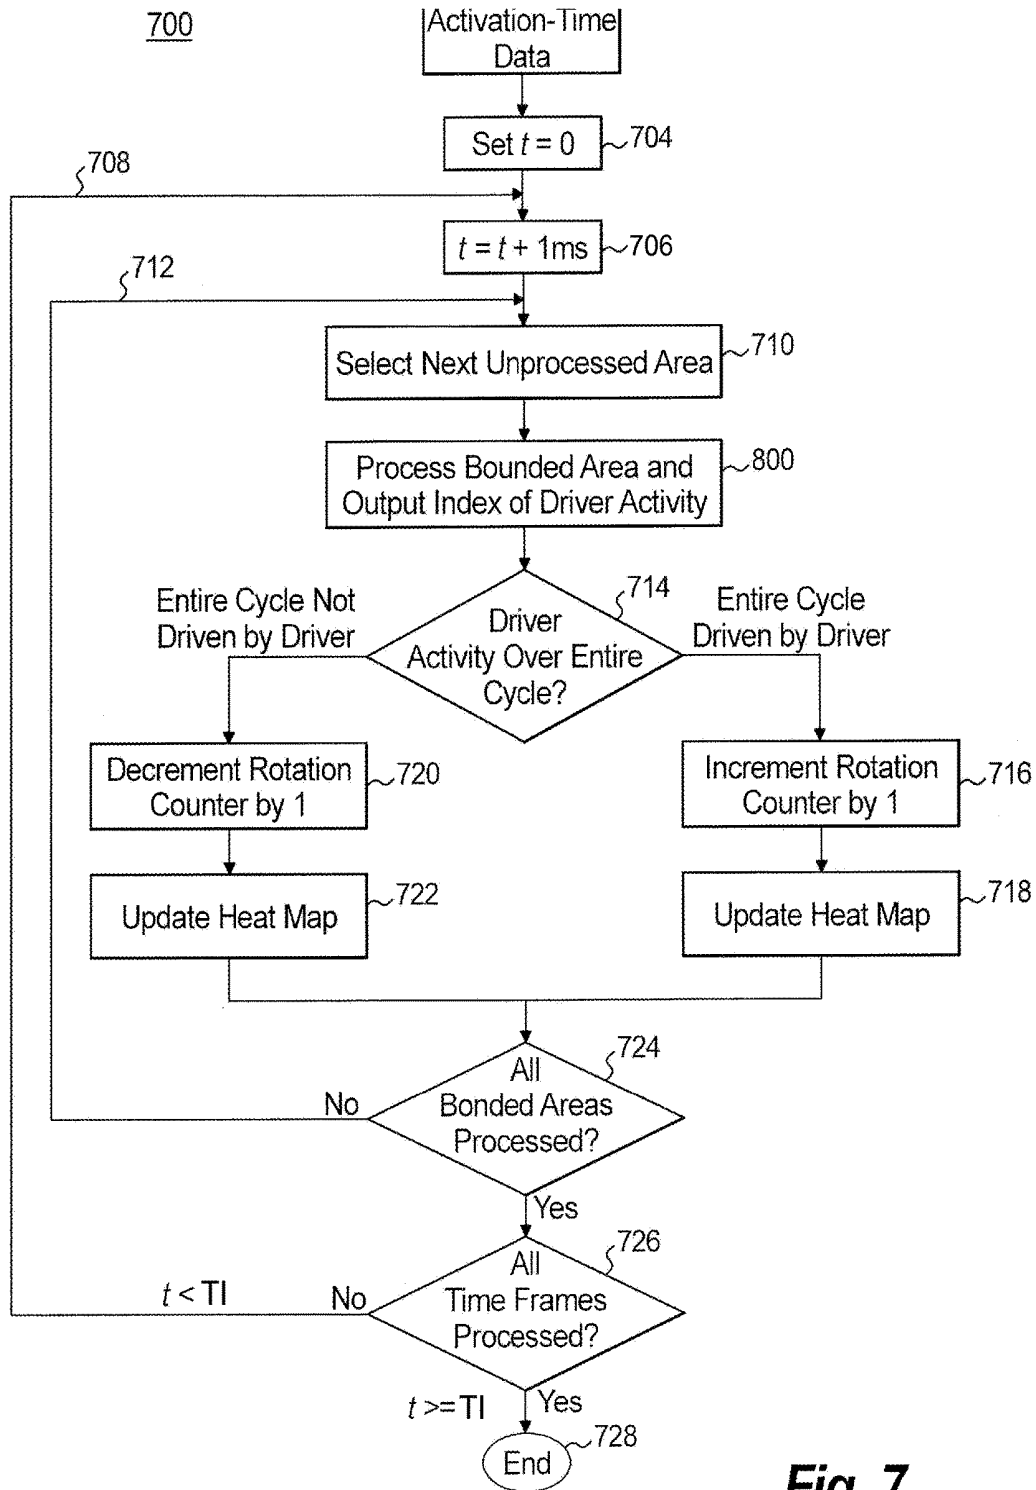 700
Activation-Time
Data
Set t = 0
704
708
t = t + 1ms
706
712
Select Next Unprocessed Area
710
Process Bounded Area and
Output Index of Driver Activity
800
714
Driver
Activity Over Entire
Cycle?
Entire Cycle Not
Driven by Driver
Entire Cycle
Driven by Driver
Decrement Rotation
Counter by 1
720
Increment Rotation
Counter by 1
716
Update Heat Map
722
Update Heat Map
718
724
All
Bonded Areas
Processed?
No
Yes
726
All
Time Frames
Processed?
t < TI
No
t >= TI
Yes
End
728
Fig. 7